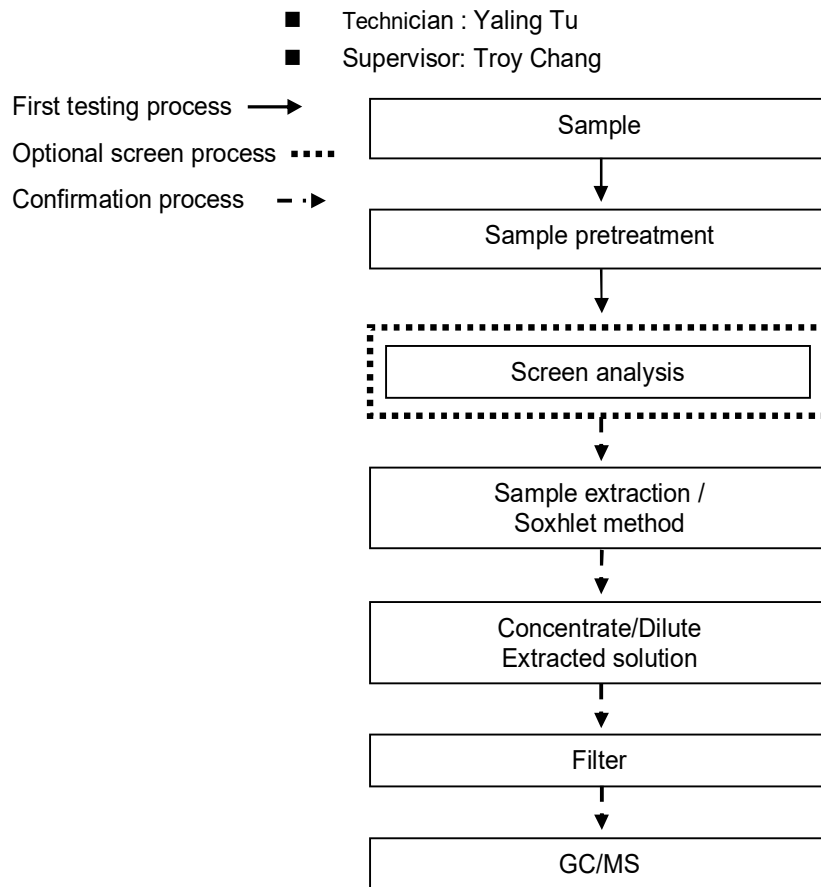 Technician : Yaling Tu
Supervisor: Troy Chang
First testing process
Optional screen process
Confirmation process
Sample
Sample pretreatment
Screen analysis
Sample extraction /
Soxhlet method
Concentrate/Dilute
Extracted solution
Filter
GC/MS